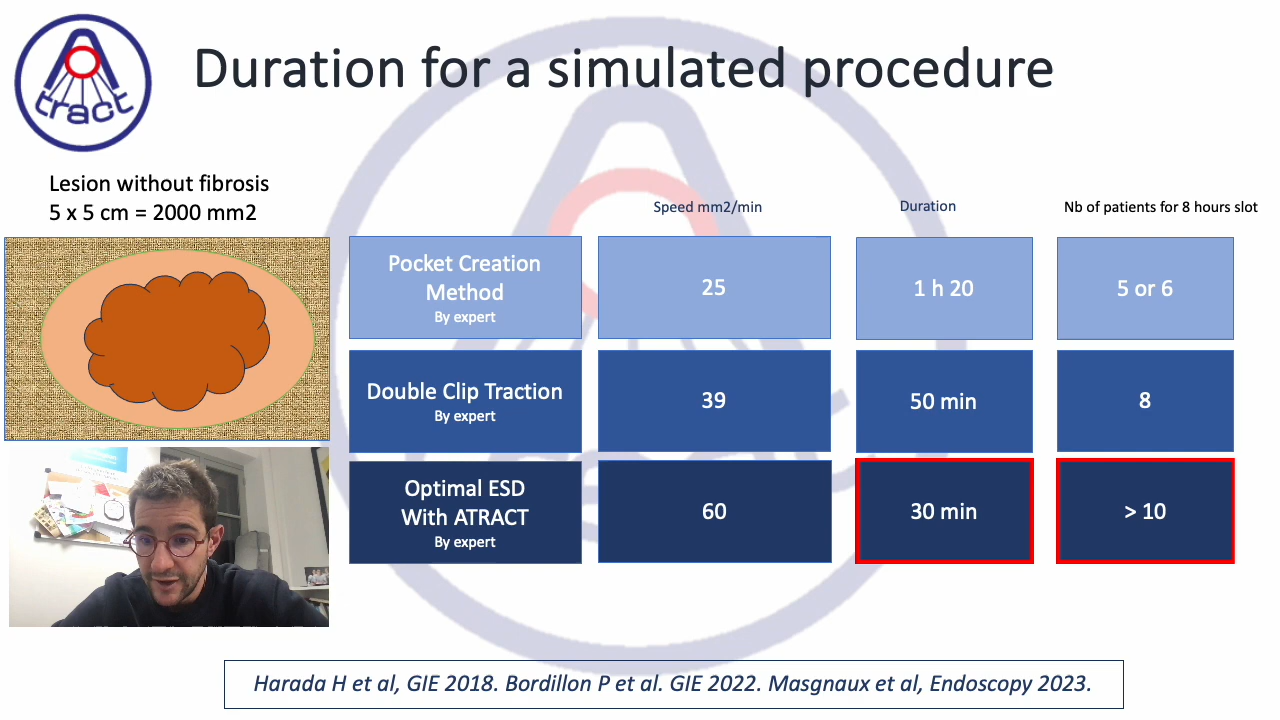 Atract
Duration for a simulated procedure
Lesion without fibrosis
5 x 5 cm = 2000 mm2
Speed mm2/min
Duration
Nb of patients for 8 hours slot
Pocket Creation
Method
By expert
25
1 h 20
5 or 6
Double Clip Traction
By expert
39
50 min
8
Optimal ESD
With ATRACT
By expert
60
30 min
> 10
Harada H et al, GIE 2018. Bordillon P et al. GIE 2022. Masgnaux et al, Endoscopy 2023.